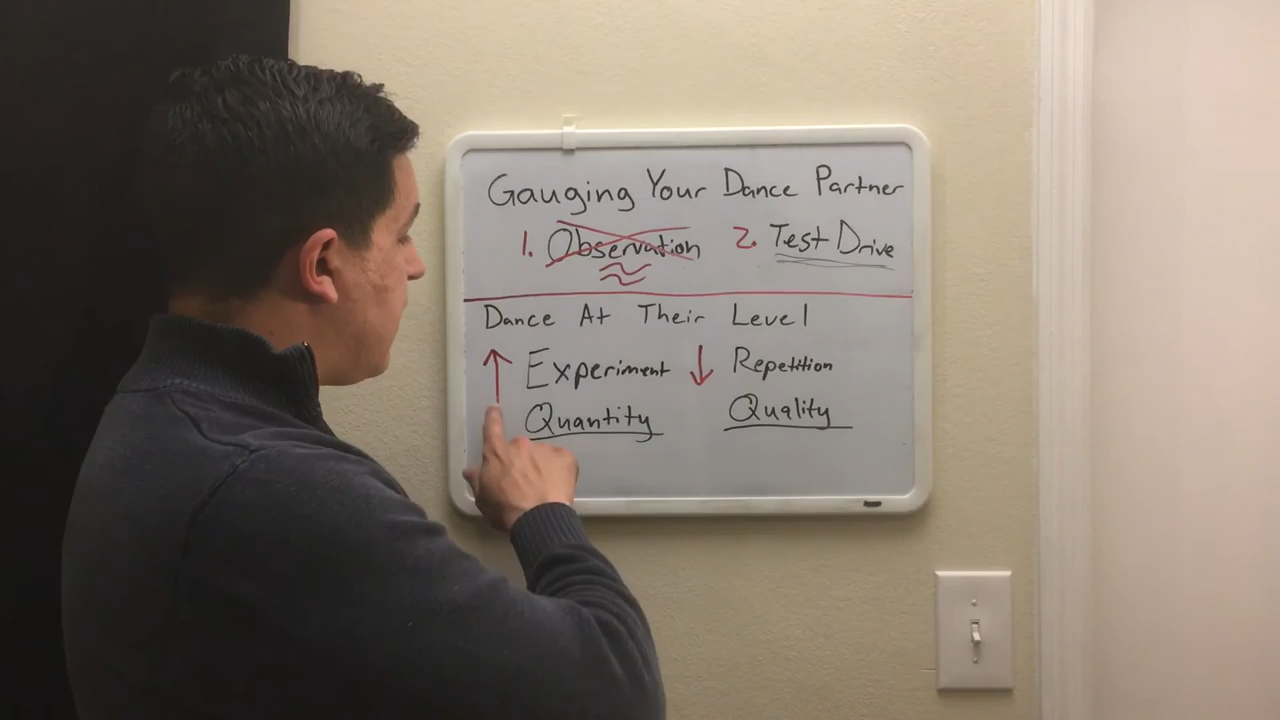 Gauging Your Dance Partner
1. Observation 2. Test Drive
Dance At Their Level
↑ Experiment ↓ Repetition
Quantity Quality